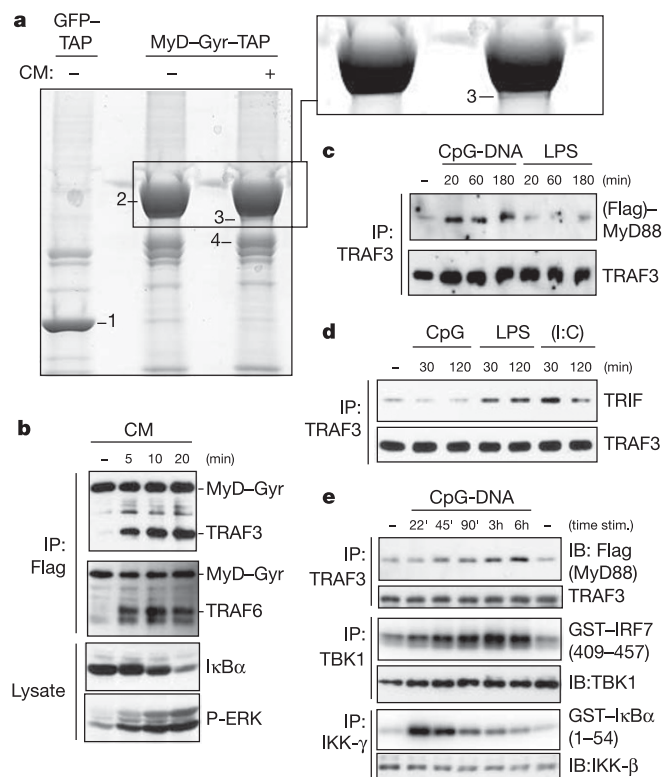 a
GFP–
TAP
MyD–Gyr–TAP
CM: – – +
2
3
4
1
3
b
CM
– 5 10 20 (min)
IP:
Flag
MyD–Gyr
TRAF3
MyD–Gyr
TRAF6
Lysate
IκBα
P-ERK
c
CpG-DNA LPS
– 20 60 180 20 60 180 (min)
IP:
TRAF3
(Flag)–
MyD88
TRAF3
d
CpG LPS (I:C)
– 30 120 30 120 30 120 (min)
IP:
TRAF3
TRIF
TRAF3
e
CpG-DNA
– 22' 45' 90' 3h 6h – (time stim.)
IP:
TRAF3
IB: Flag
(MyD88)
TRAF3
IP:
TBK1
GST–IRF7
(409–457)
IB:TBK1
IP:
IKK-γ
GST–IκBα
(1–54)
IB:IKK-β